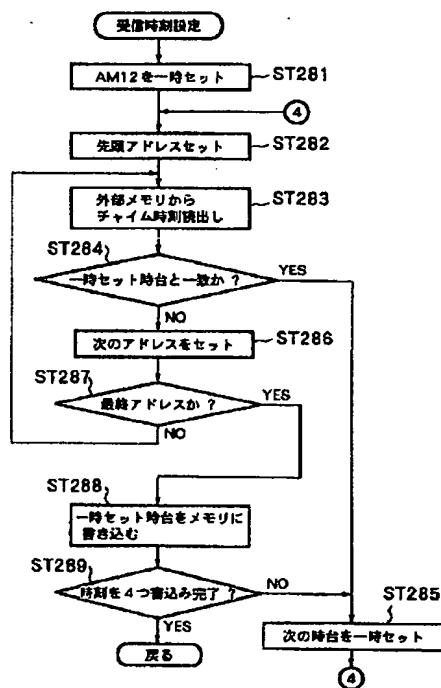 受信時刻設定
AM12を一時セット
ST281
4
先頭アドレスセット
ST282
外部メモリから
チャイム時刻読出し
ST283
ST284
一時セット時台と一致か ?
YES
NO
次のアドレスをセット
ST286
ST287
最終アドレスか ?
YES
NO
ST288
一時セット時台をメモリに
書き込む
ST289
時刻を4つ書込み完了 ?
NO
YES
ST285
次の時台を一時セット
戻る
4